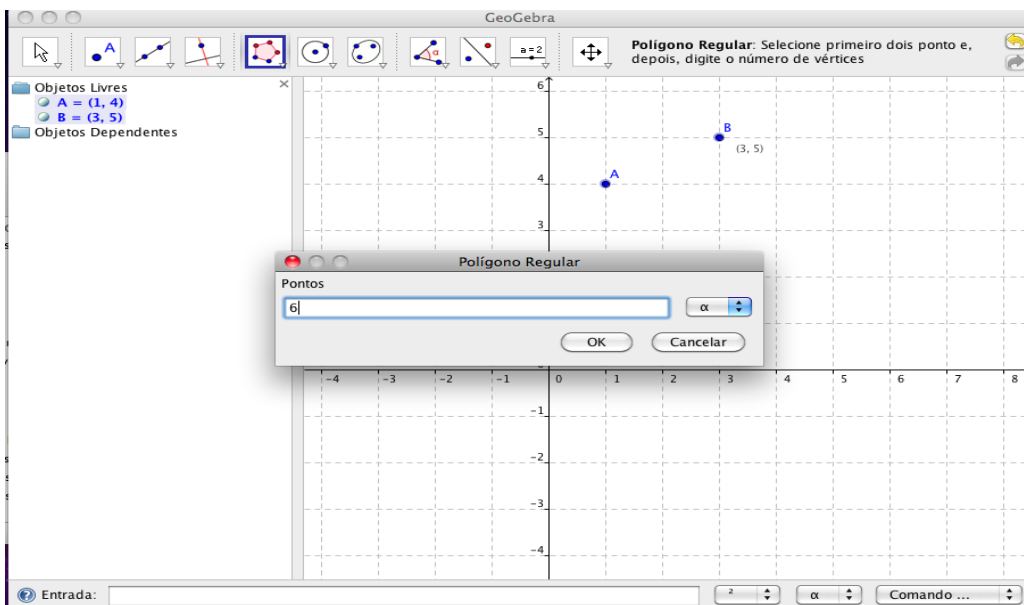 GeoGebra
A
α
a=2
Polígono Regular: Selecione primeiro dois ponto e,
depois, digite o número de vértices
Objetos Livres
A = (1, 4)
B = (3, 5)
Objetos Dependentes
6
5
B
(3, 5)
4
A
3
Polígono Regular
Pontos
6
α
OK
Cancelar
-4
-3
-2
-1
0
1
2
3
4
5
6
7
8
-1
-2
-3
-4
Entrada:
²
α
Comando ...